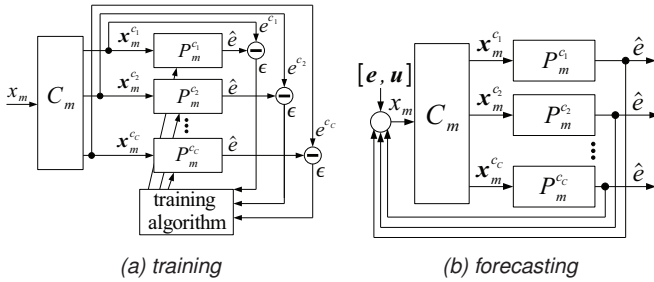 x_m
C_m
x_m^{c_1}
P_m^{c_1}
ê
e^{c_1}
ϵ
x_m^{c_2}
P_m^{c_2}
ê
e^{c_2}
ϵ
x_m^{c_C}
P_m^{c_C}
ê
e^{c_C}
ϵ
training
algorithm
(a) training
[e, u]
x_m
C_m
x_m^{c_1}
P_m^{c_1}
ê
x_m^{c_2}
P_m^{c_2}
ê
x_m^{c_C}
P_m^{c_C}
ê
(b) forecasting